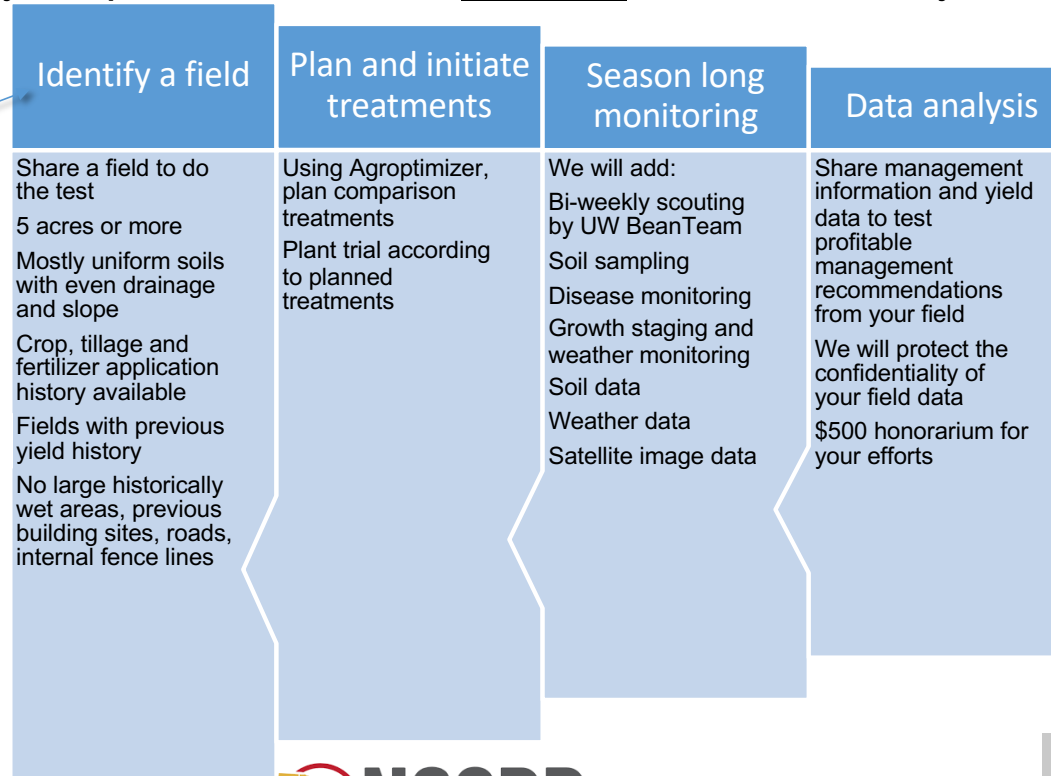 Identify a field
Share a field to do
the test
5 acres or more
Mostly uniform soils
with even drainage
and slope
Crop, tillage and
fertilizer application
history available
Fields with previous
yield history
No large historically
wet areas, previous
building sites, roads,
internal fence lines
Plan and initiate
treatments
Using Agroptimizer,
plan comparison
treatments
Plant trial according
to planned
treatments
Season long
monitoring
We will add:
Bi-weekly scouting
by UW BeanTeam
Soil sampling
Disease monitoring
Growth staging and
weather monitoring
Soil data
Weather data
Satellite image data
Data analysis
Share management
information and yield
data to test
profitable
management
recommendations
from your field
We will protect the
confidentiality of
your field data
$500 honorarium for
your efforts